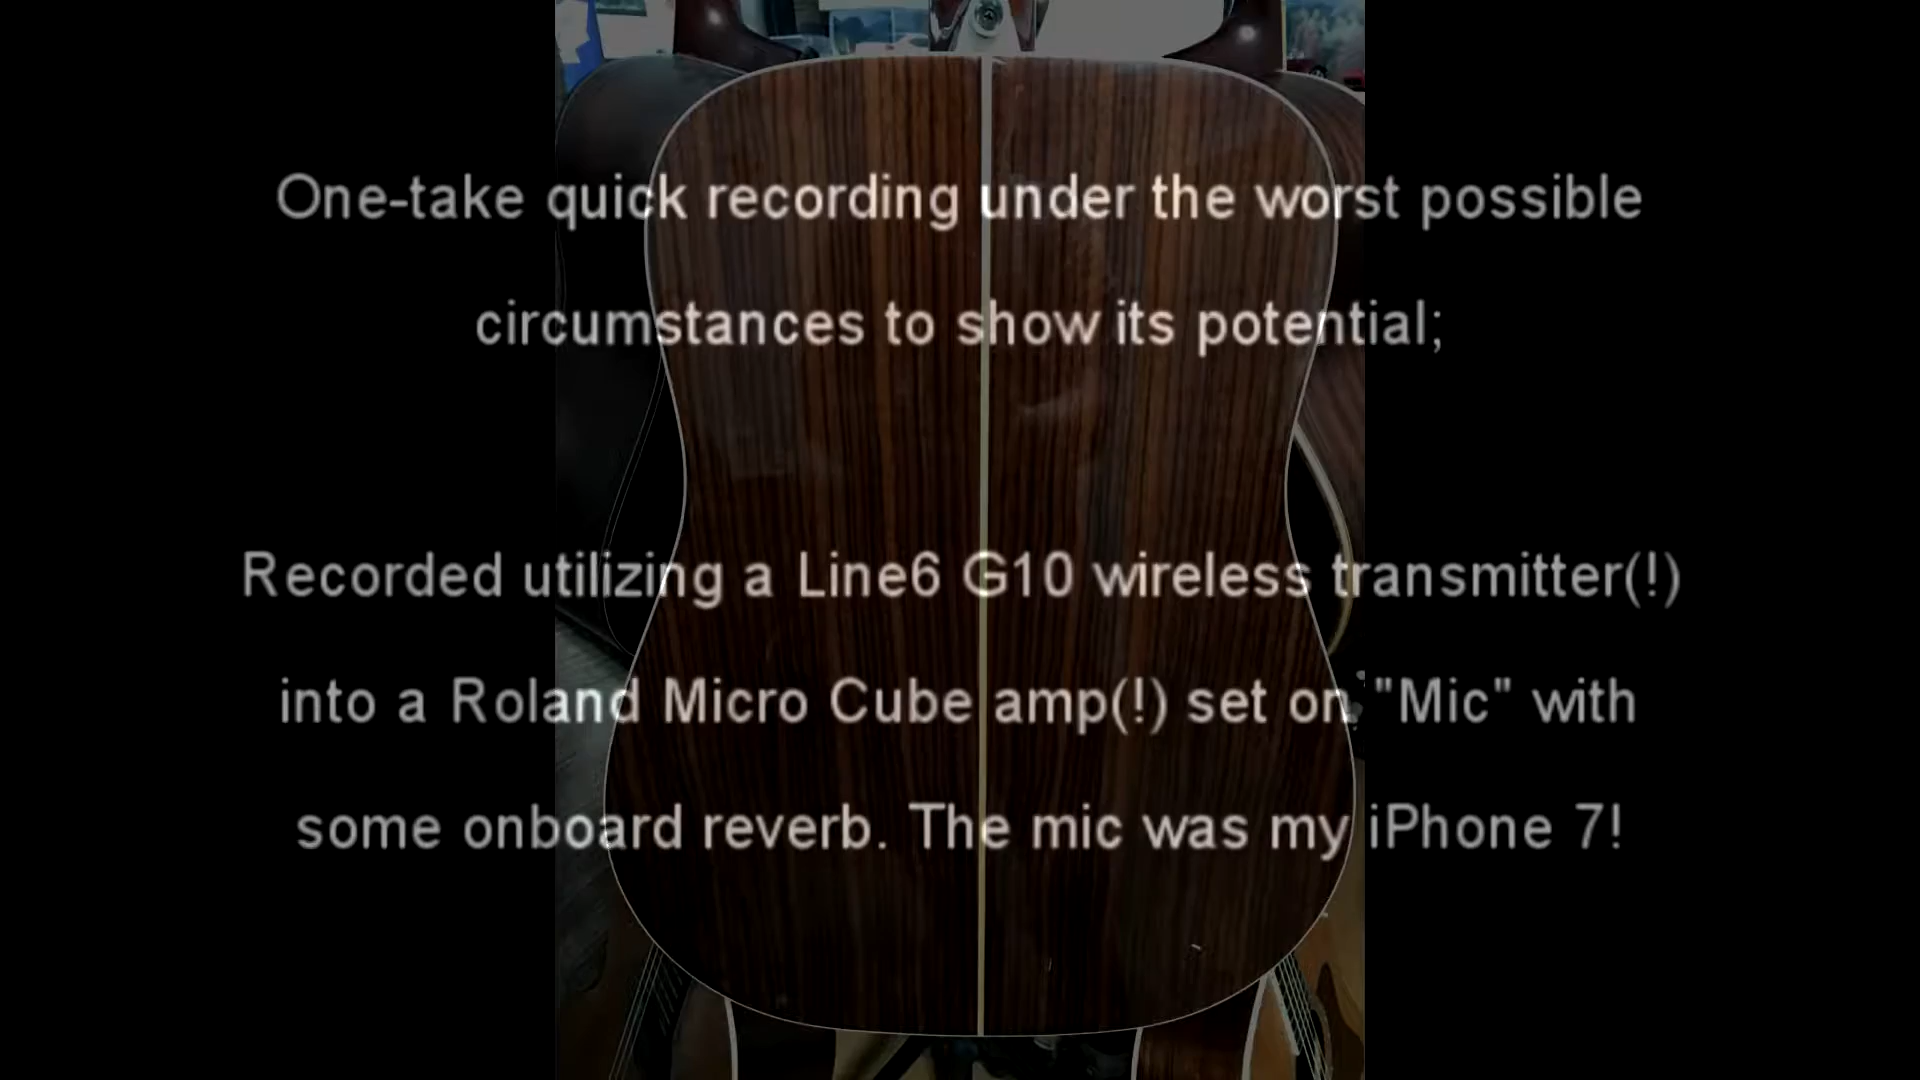 One-take quick recording under the worst possible
circumstances to show its potential;
Recorded utilizing a Line6 G10 wireless transmitter(!)
into a Roland Micro Cube amp(!) set on "Mic" with
some onboard reverb. The mic was my iPhone 7!